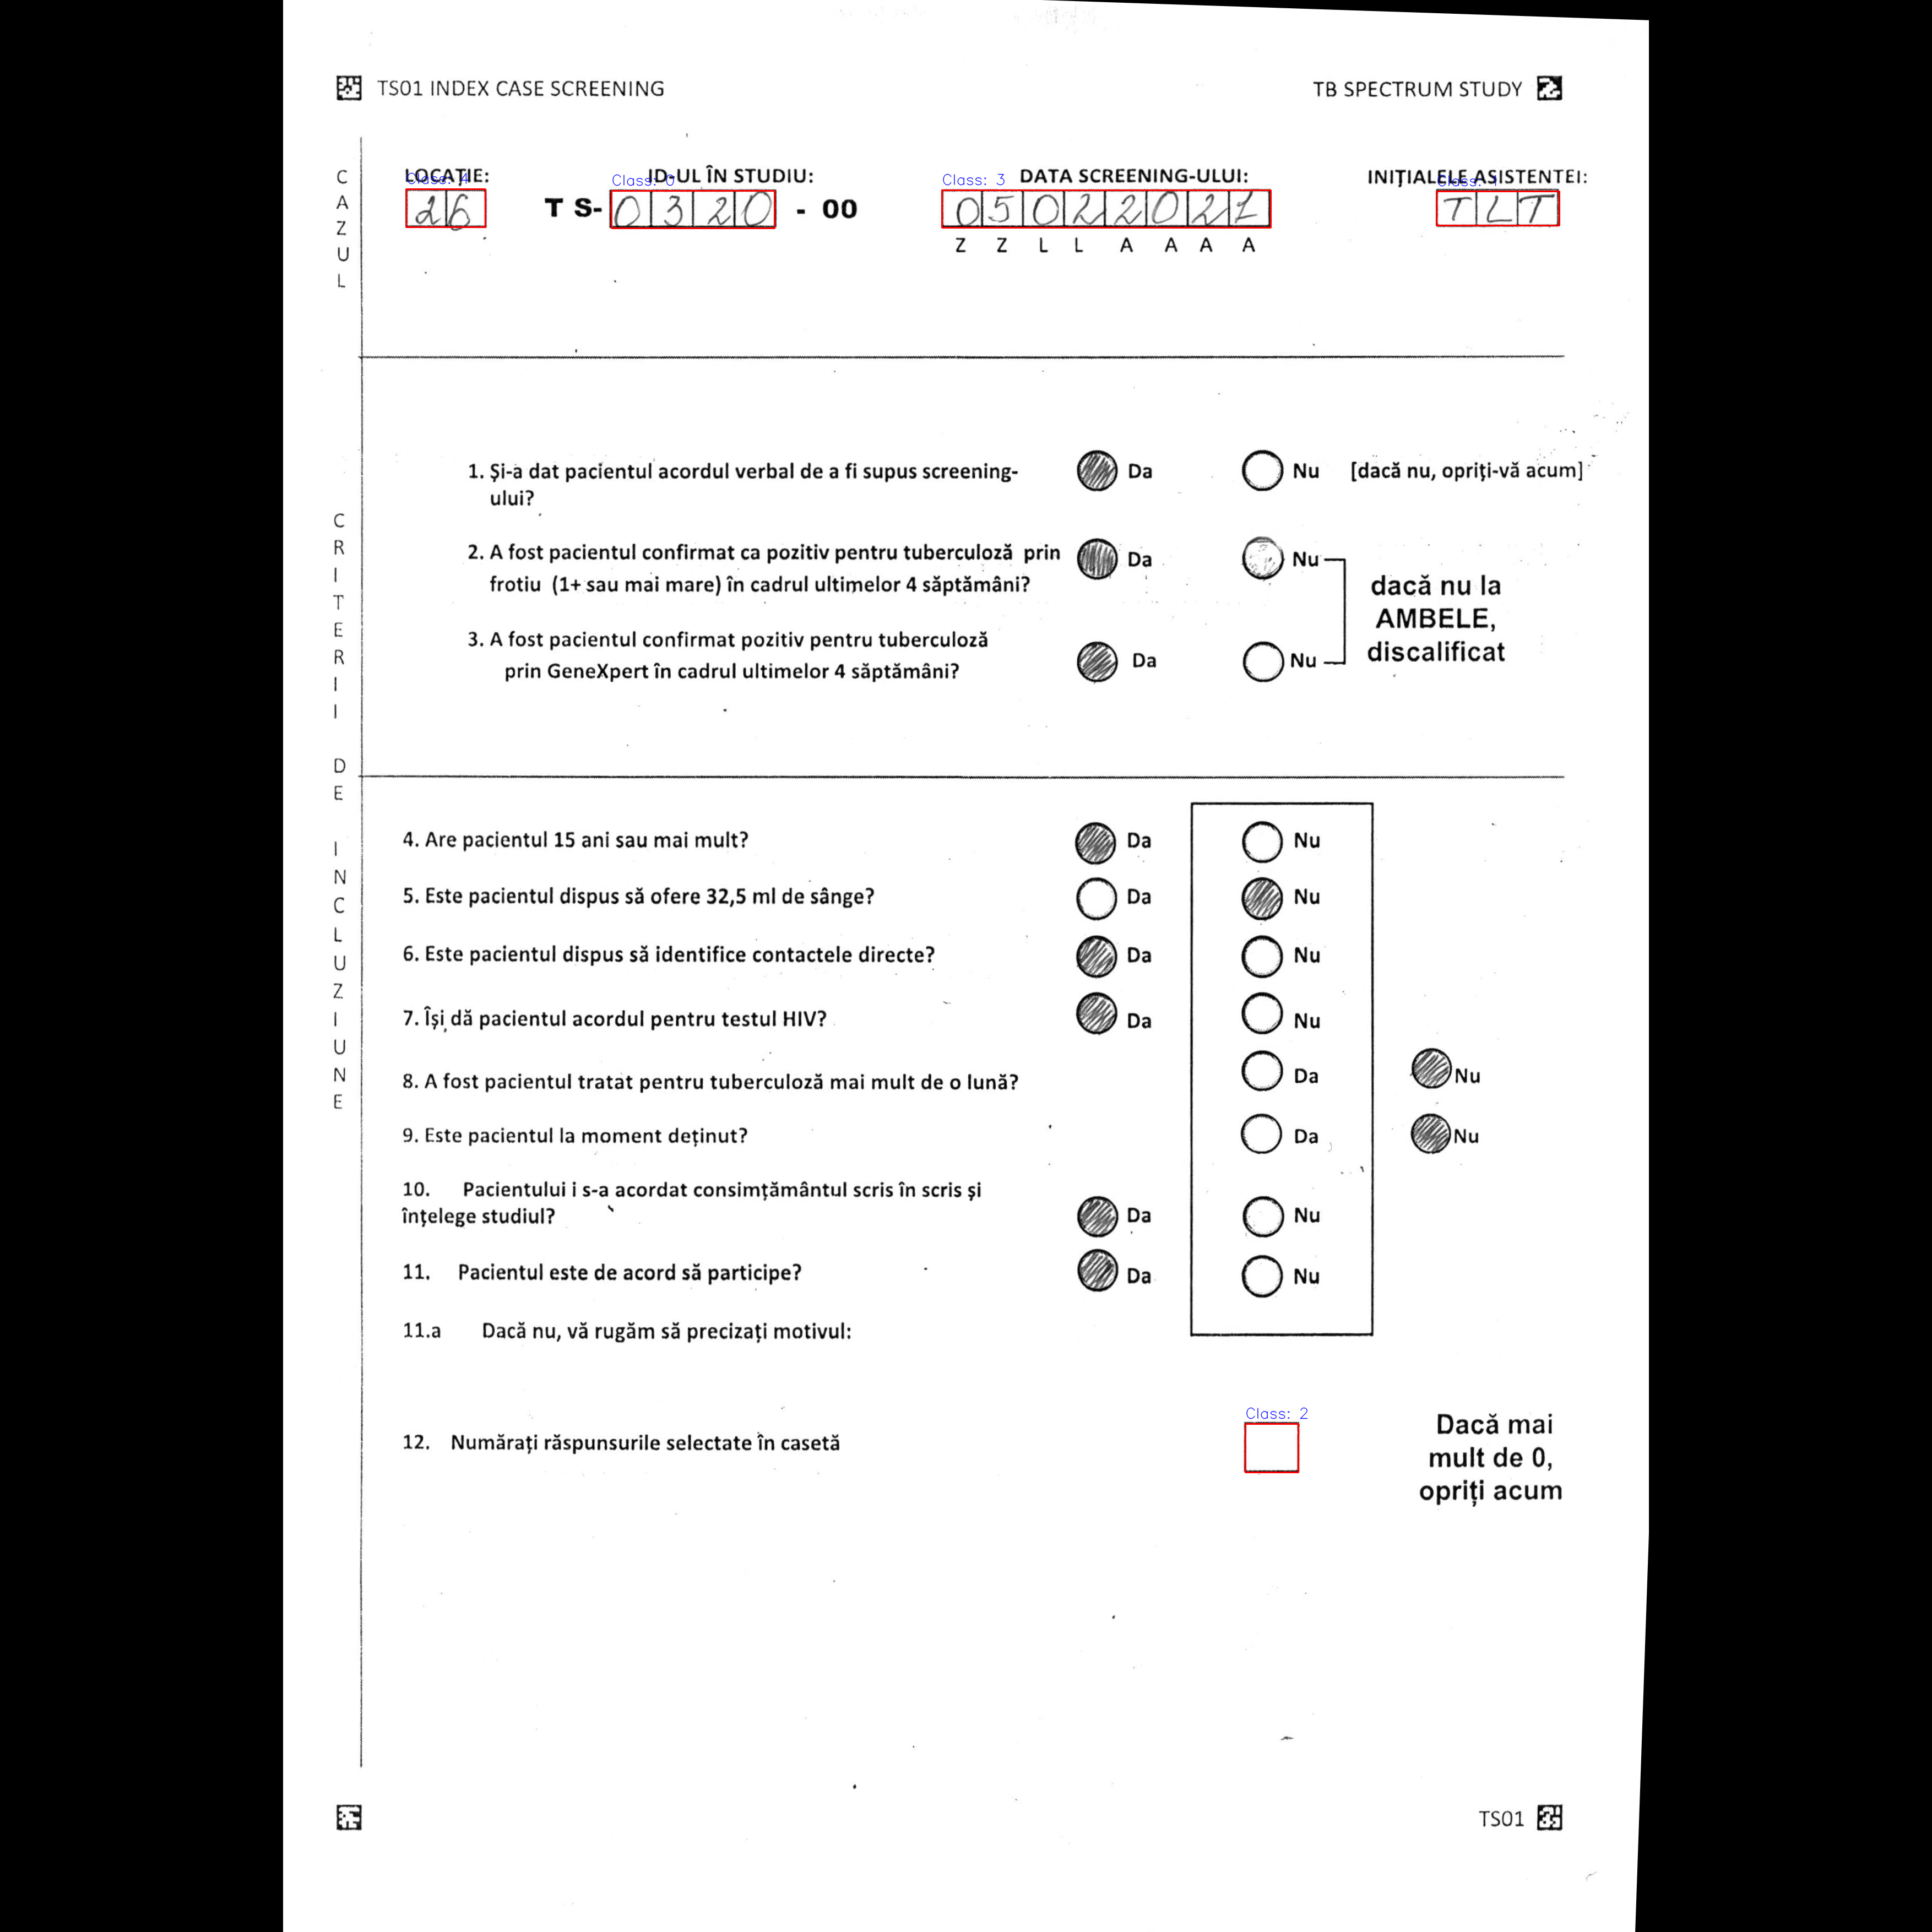 TS01 INDEX CASE SCREENING
TB SPECTRUM STUDY
CAZUL
LOCAȚIE:
Class: 4
26
ID-UL ÎN STUDIU:
Class: 0
T S- 0320 - 00
DATA SCREENING-ULUI:
Class: 3
05022021
Z Z L L A A A A
INIȚIALELE ASISTENTEI:
TLT
CRITERII DE INCLUZIUNE
1. Și-a dat pacientul acordul verbal de a fi supus screening-
ului?
Da Nu [dacă nu, opriți-vă acum]
2. A fost pacientul confirmat ca pozitiv pentru tuberculoză prin
frotiu (1+ sau mai mare) în cadrul ultimelor 4 săptămâni?
Da Nu
3. A fost pacientul confirmat pozitiv pentru tuberculoză
prin GeneXpert în cadrul ultimelor 4 săptămâni?
Da Nu
dacă nu la
AMBELE,
discalificat
4. Are pacientul 15 ani sau mai mult? Da Nu
5. Este pacientul dispus să ofere 32,5 ml de sânge? Da Nu
6. Este pacientul dispus să identifice contactele directe? Da Nu
7. Își dă pacientul acordul pentru testul HIV? Da Nu
8. A fost pacientul tratat pentru tuberculoză mai mult de o lună? Da Nu
9. Este pacientul la moment deținut? Da Nu
10. Pacientului i s-a acordat consimțământul scris în scris și
înțelege studiul? Da Nu
11. Pacientul este de acord să participe? Da Nu
11.a Dacă nu, vă rugăm să precizați motivul:
Class: 2
12. Numărați răspunsurile selectate în casetă
Dacă mai
mult de 0,
opriți acum
TS01